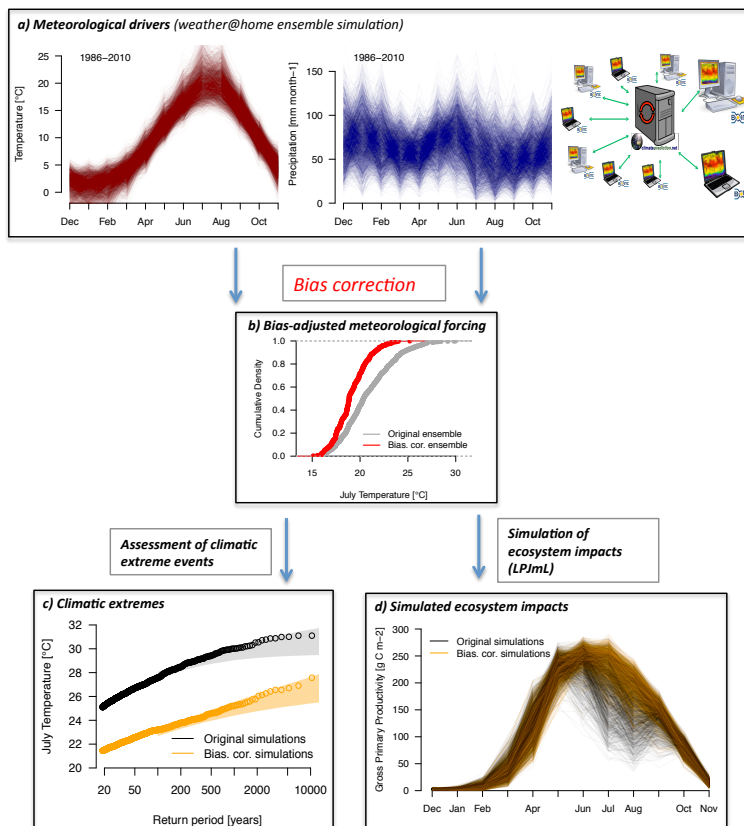 a) Meteorological drivers (weather@home ensemble simulation)
1986−2010
Temperature [°C]
25
20
15
10
5
0
Dec Feb Apr Jun Aug Oct
1986−2010
Precipitation [mm month−1]
150
100
50
0
Dec Feb Apr Jun Aug Oct
climateprediction.net
Bias correction
b) Bias-adjusted meteorological forcing
Cumulative Density
1.0
0.8
0.6
0.4
0.2
0.0
Original ensemble
Bias. cor. ensemble
15 20 25 30
July Temperature [°C]
Assessment of climatic
extreme events
Simulation of
ecosystem impacts
(LPJmL)
c) Climatic extremes
July Temperature [°C]
32
30
28
26
24
22
20
Original simulations
Bias. cor. simulations
20 50 200 500 2000 10000
Return period [years]
d) Simulated ecosystem impacts
Gross Primary Productivity [g C m−2]
300
250
200
150
100
50
0
Original simulations
Bias. cor. simulations
Dec Jan Feb Apr Jun Jul Aug Oct Nov